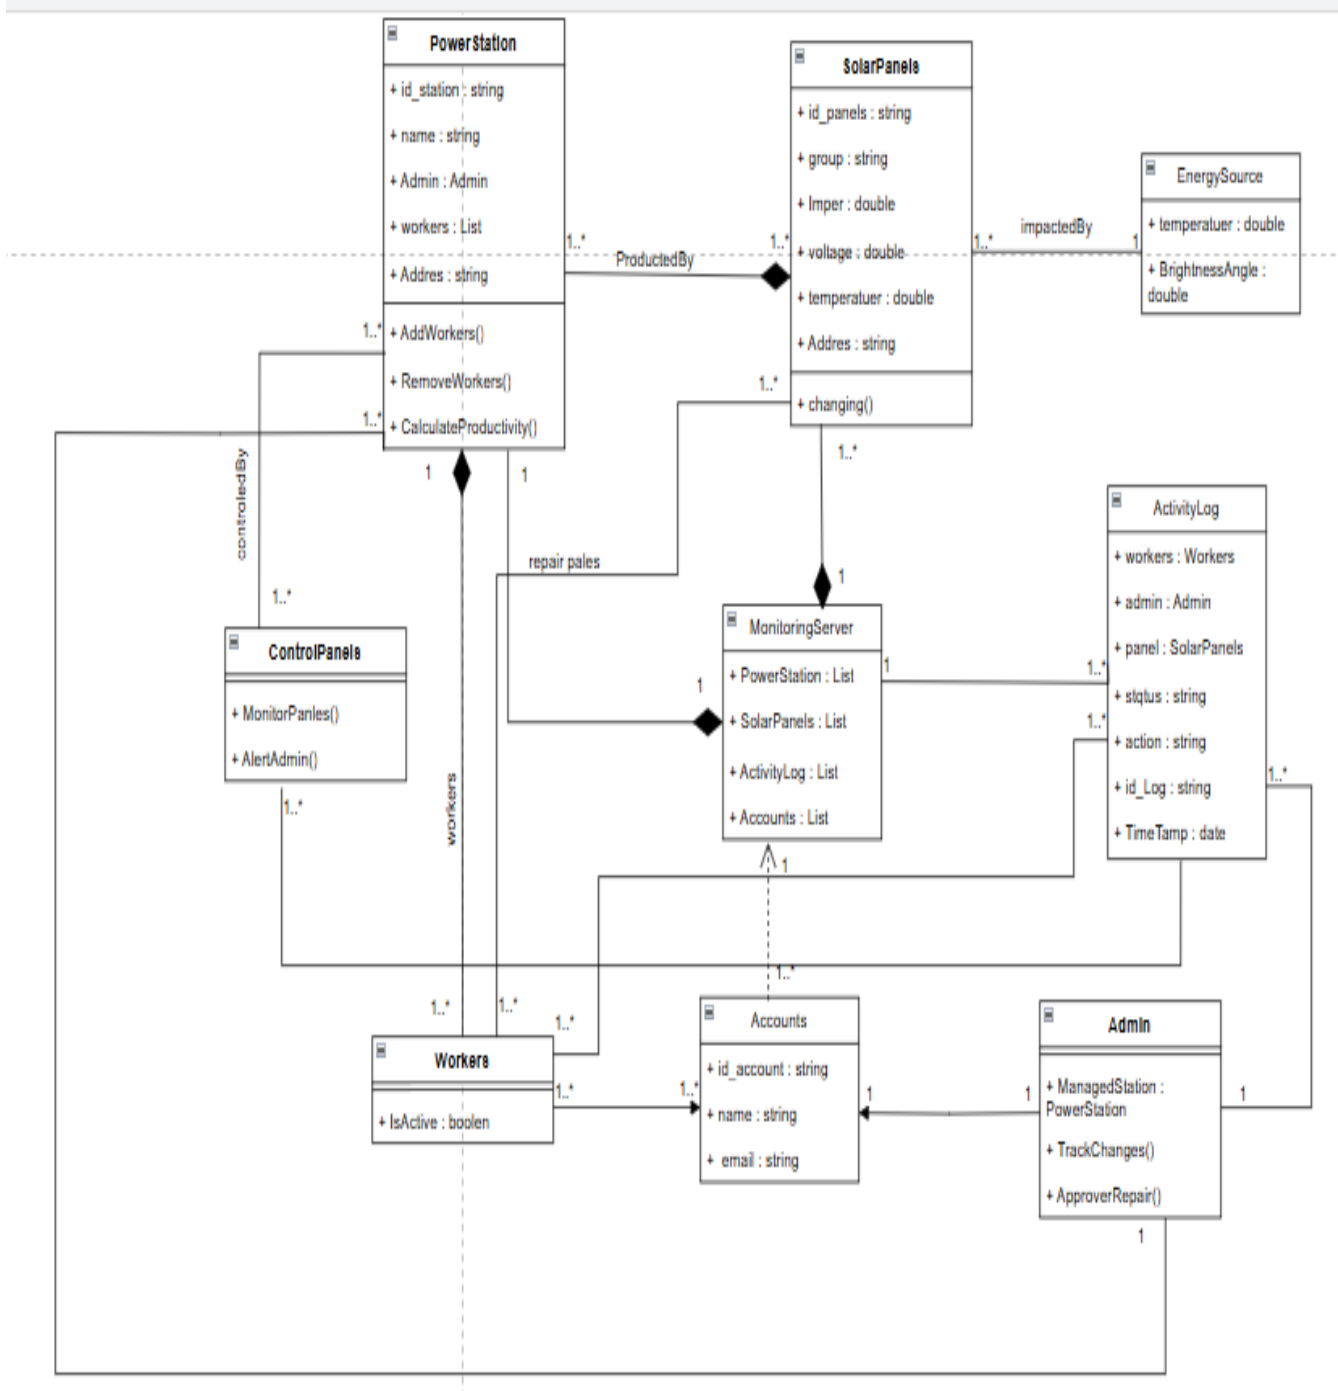 PowerStation
+ id_station : string
+ name : string
+ Admin : Admin
+ workers : List
+ Addres : string
+ AddWorkers()
+ RemoveWorkers()
+ CalculateProductivity()
SolarPanels
+ id_panels : string
+ group : string
+ Imper : double
+ voltage : double
+ temperatuer : double
+ Addres : string
+ changing()
EnergySource
+ temperatuer : double
+ BrightnessAngle :
double
1..*
ProductedBy
1..*
1..*
impactedBy
1
1..*
1..*
controledBy
1..*
1
1
1..*
repair pales
1..*
1
ControlPanels
+ MonitorPanles()
+ AlertAdmin()
1..*
workers
MonitoringServer
+ PowerStation : List
+ SolarPanels : List
+ ActivityLog : List
+ Accounts : List
1
1
1..*
1..*
1..*
ActivityLog
+ workers : Workers
+ admin : Admin
+ panel : SolarPanels
+ stqtus : string
+ action : string
+ id_Log : string
+ TimeTamp : date
1
1..*
1..*
1..*
1..*
Workers
+ IsActive : boolen
1..*
1..*
Accounts
+ id_account : string
+ name : string
+ email : string
1
1
Admin
+ ManagedStation :
PowerStation
+ TrackChanges()
+ ApproverRepair()
1
1